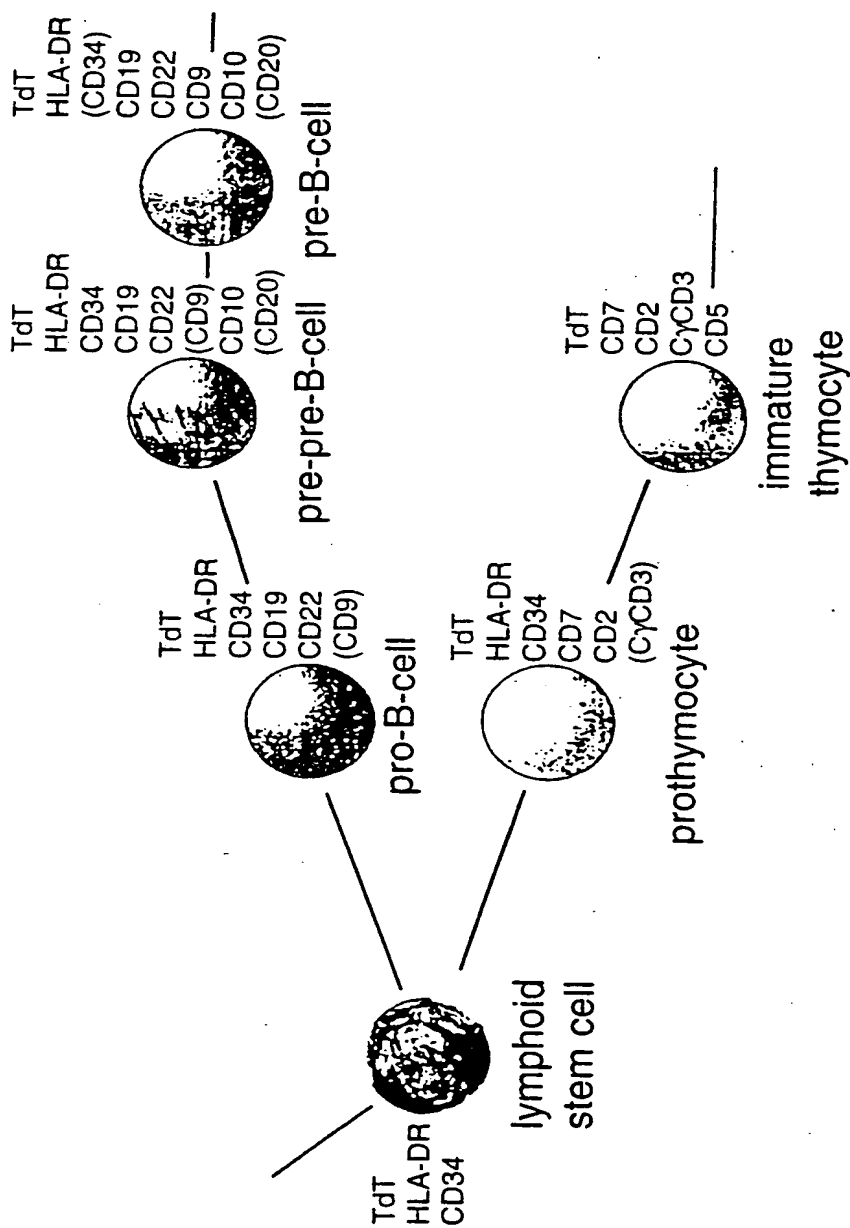 TdT
HLA-DR
CD34
lymphoid
stem cell
TdT
HLA-DR
CD34
CD19
CD22
(CD9)
pro-B-cell
TdT
HLA-DR
CD34
CD19
CD22
(CD9)
CD10
(CD20)
pre-pre-B-cell
TdT
HLA-DR
(CD34)
CD19
CD22
CD9
CD10
(CD20)
pre-B-cell
TdT
HLA-DR
CD34
CD7
CD2
(CγCD3)
prothymocyte
TdT
CD7
CD2
CγCD3
CD5
immature
thymocyte